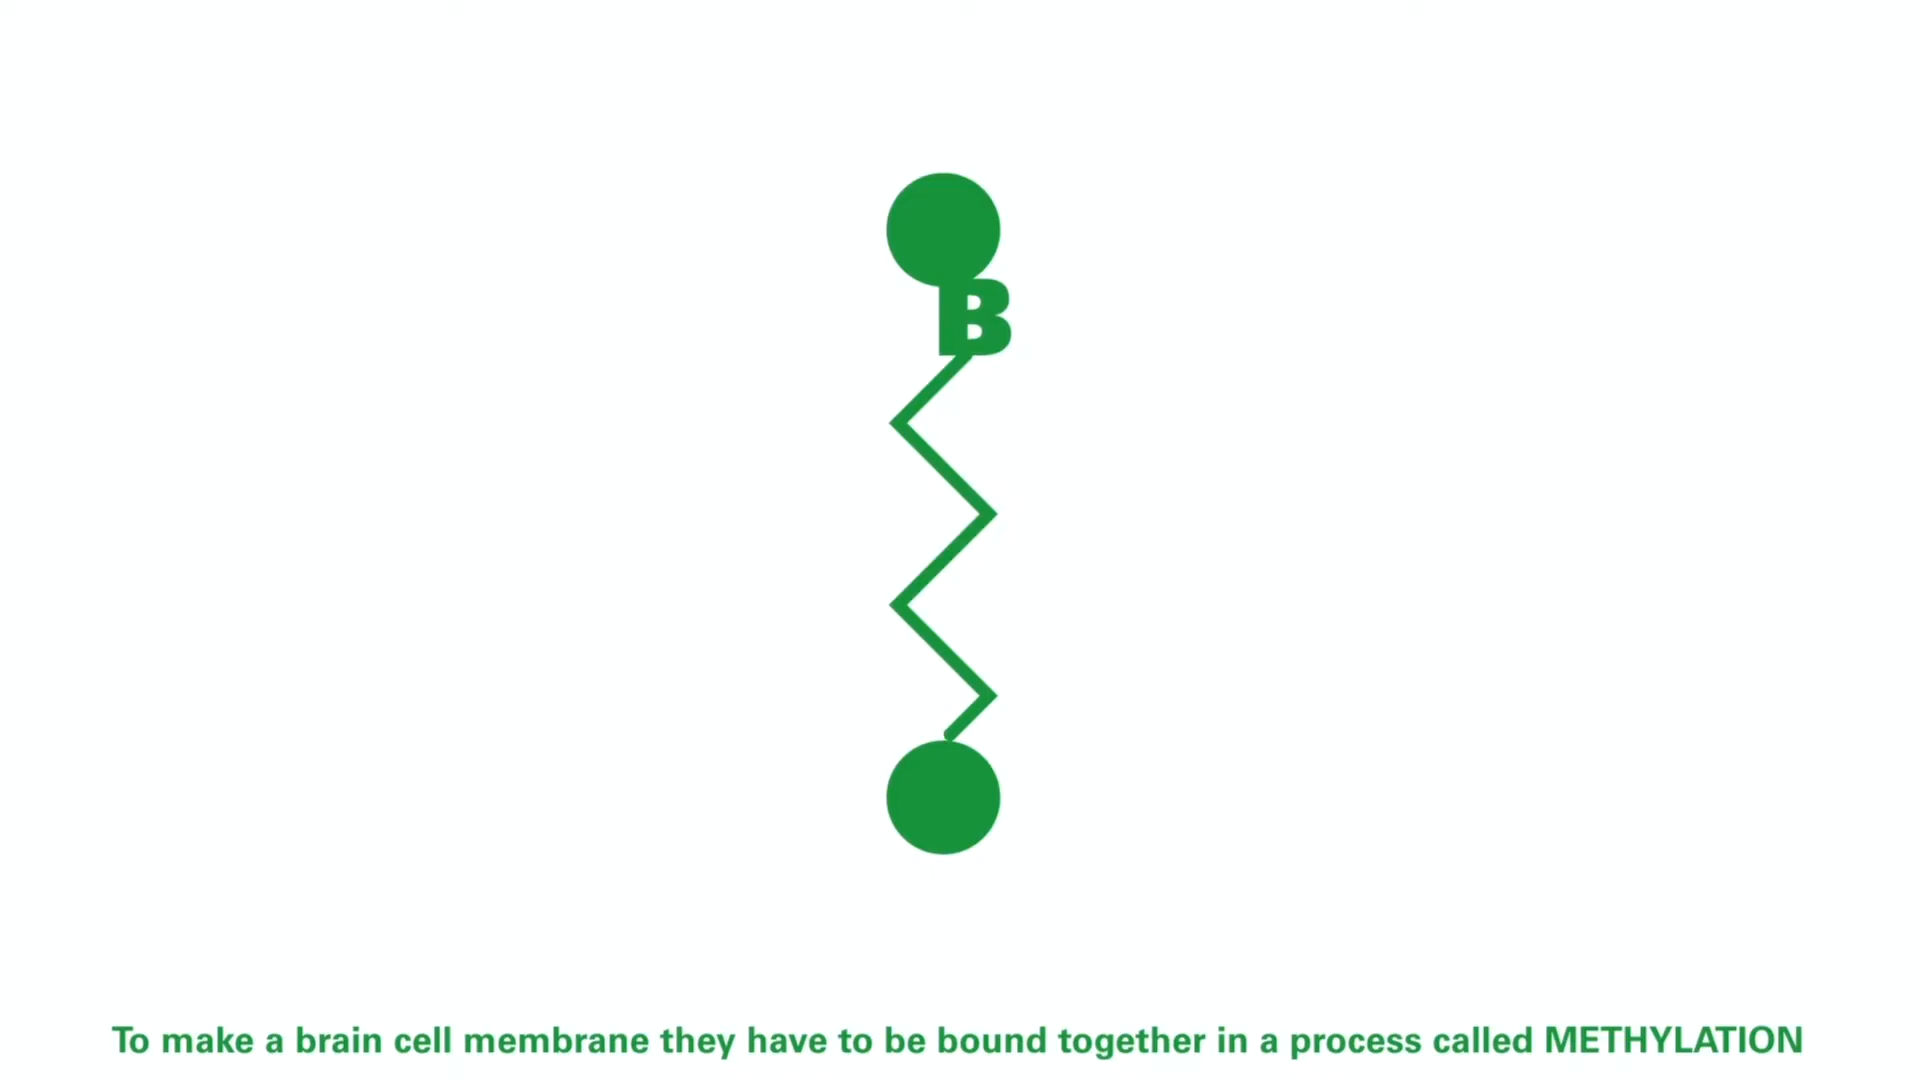 B
To make a brain cell membrane they have to be bound together in a process called METHYLATION